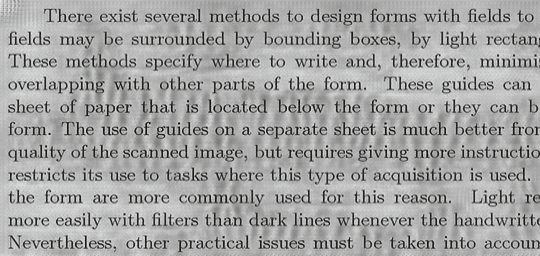 There exist several methods to design forms with fields to
fields may be surrounded by bounding boxes, by light rectang
These methods specify where to write and, therefore, minimi
overlapping with other parts of the form. These guides can
sheet of paper that is located below the form or they can b
form. The use of guides on a separate sheet is much better fro
quality of the scanned image, but requires giving more instructio
restricts its use to tasks where this type of acquisition is used.
the form are more commonly used for this reason. Light re
more easily with filters than dark lines whenever the handwritt
Nevertheless, other practical issues must be taken into accoun